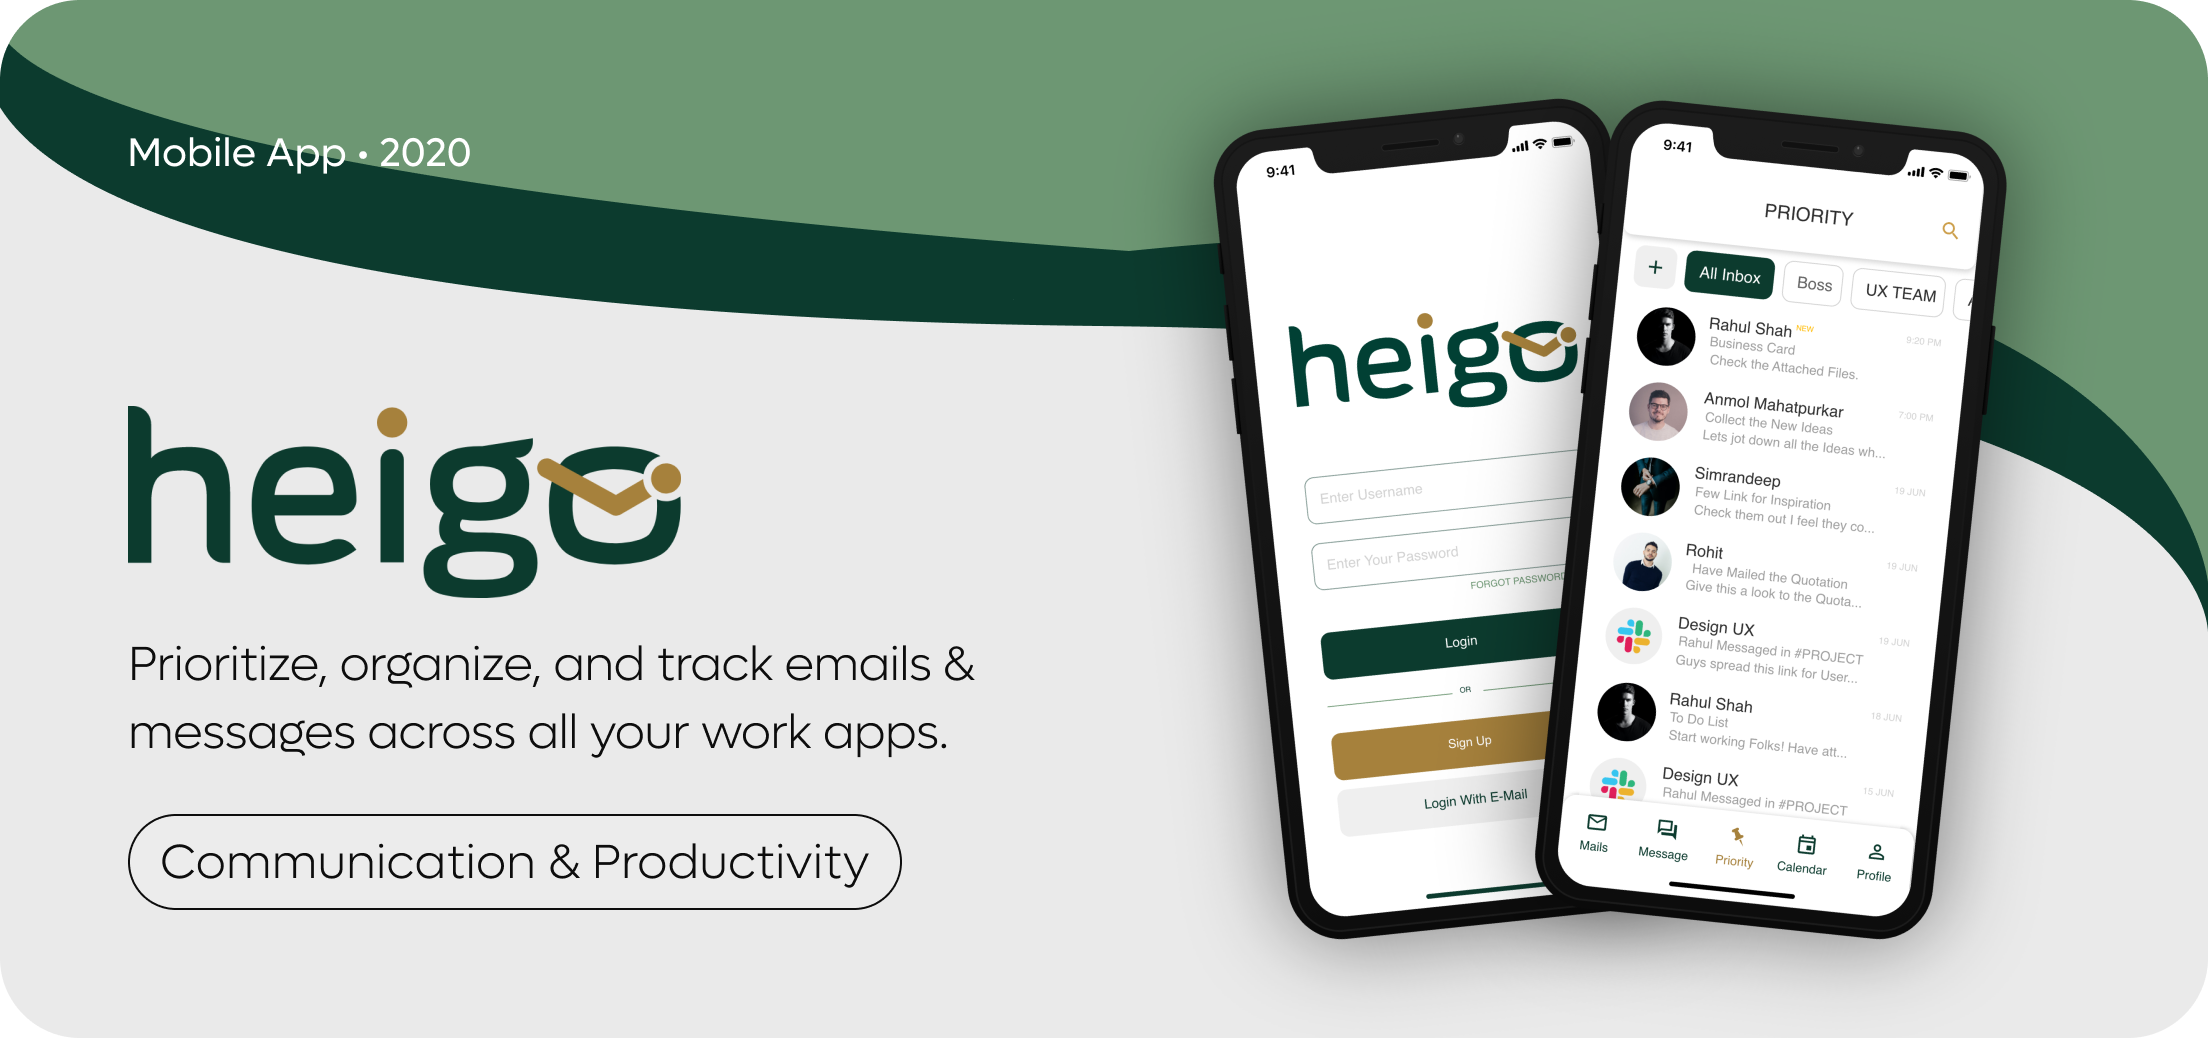 Mobile App • 2020
heigo
Prioritize, organize, and track emails &
messages across all your work apps.
Communication & Productivity
9:41
heigo
Enter Username
Enter Your Password
FORGOT PASSWORD
Login
OR
Sign Up
Login With E-Mail
9:41
PRIORITY
+ All Inbox Boss UX TEAM
Rahul Shah NEW
9:20 PM
Business Card
Check the Attached Files.
Anmol Mahatpurkar
7:00 PM
Collect the New Ideas
Lets jot down all the Ideas wh...
Simrandeep
19 JUN
Few Link for Inspiration
Check them out I feel they co...
Rohit
19 JUN
Have Mailed the Quotation
Give this a look to the Quota...
Design UX
19 JUN
Rahul Messaged in #PROJECT
Guys spread this link for User...
Rahul Shah
18 JUN
To Do List
Start working Folks! Have att...
Design UX
15 JUN
Rahul Messaged in #PROJECT
Mails Message Priority Calendar Profile